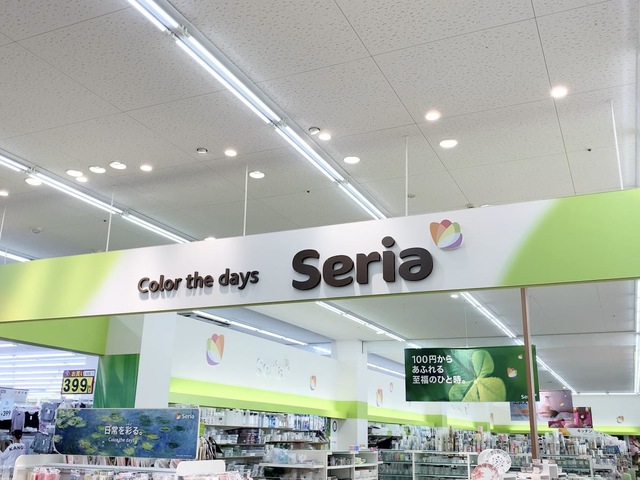 Color the days
Seria
100円から
あふれる
至福のひと時。
399
日常を彩る。
Color the days
Seria
Seria